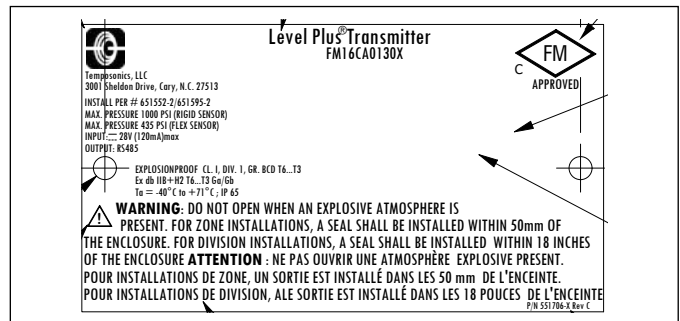 Level Plus® Transmitter
FM16CA0130X
FM
C
APPROVED
Temposonics, LLC
3001 Sheldon Drive, Cary, N.C. 27513
INSTALL PER # 651552-2/651595-2
MAX. PRESSURE 1000 PSI (RIGID SENSOR)
MAX. PRESSURE 435 PSI (FLEX SENSOR)
INPUT: ⎓ 28V (120mA)max
OUTPUT: RS485
EXPLOSIONPROOF CL. I, DIV. 1, GR. BCD T6...T3
Ex db IIB+H2 T6...T3 Ga/Gb
Ta = -40°C to +71°C ; IP 65
WARNING: DO NOT OPEN WHEN AN EXPLOSIVE ATMOSPHERE IS
PRESENT. FOR ZONE INSTALLATIONS, A SEAL SHALL BE INSTALLED WITHIN 50mm OF
THE ENCLOSURE. FOR DIVISION INSTALLATIONS, A SEAL SHALL BE INSTALLED WITHIN 18 INCHES
OF THE ENCLOSURE ATTENTION : NE PAS OUVRIR UNE ATMOSPHÈRE EXPLOSIVE PRESENT.
POUR INSTALLATIONS DE ZONE, UN SORTIE EST INSTALLÉ DANS LES 50 mm DE L'ENCEINTE.
POUR INSTALLATIONS DE DIVISION, ALE SORTIE EST INSTALLÉ DANS LES 18 POUCES DE L'ENCEINTE
P/N 551706-X Rev C